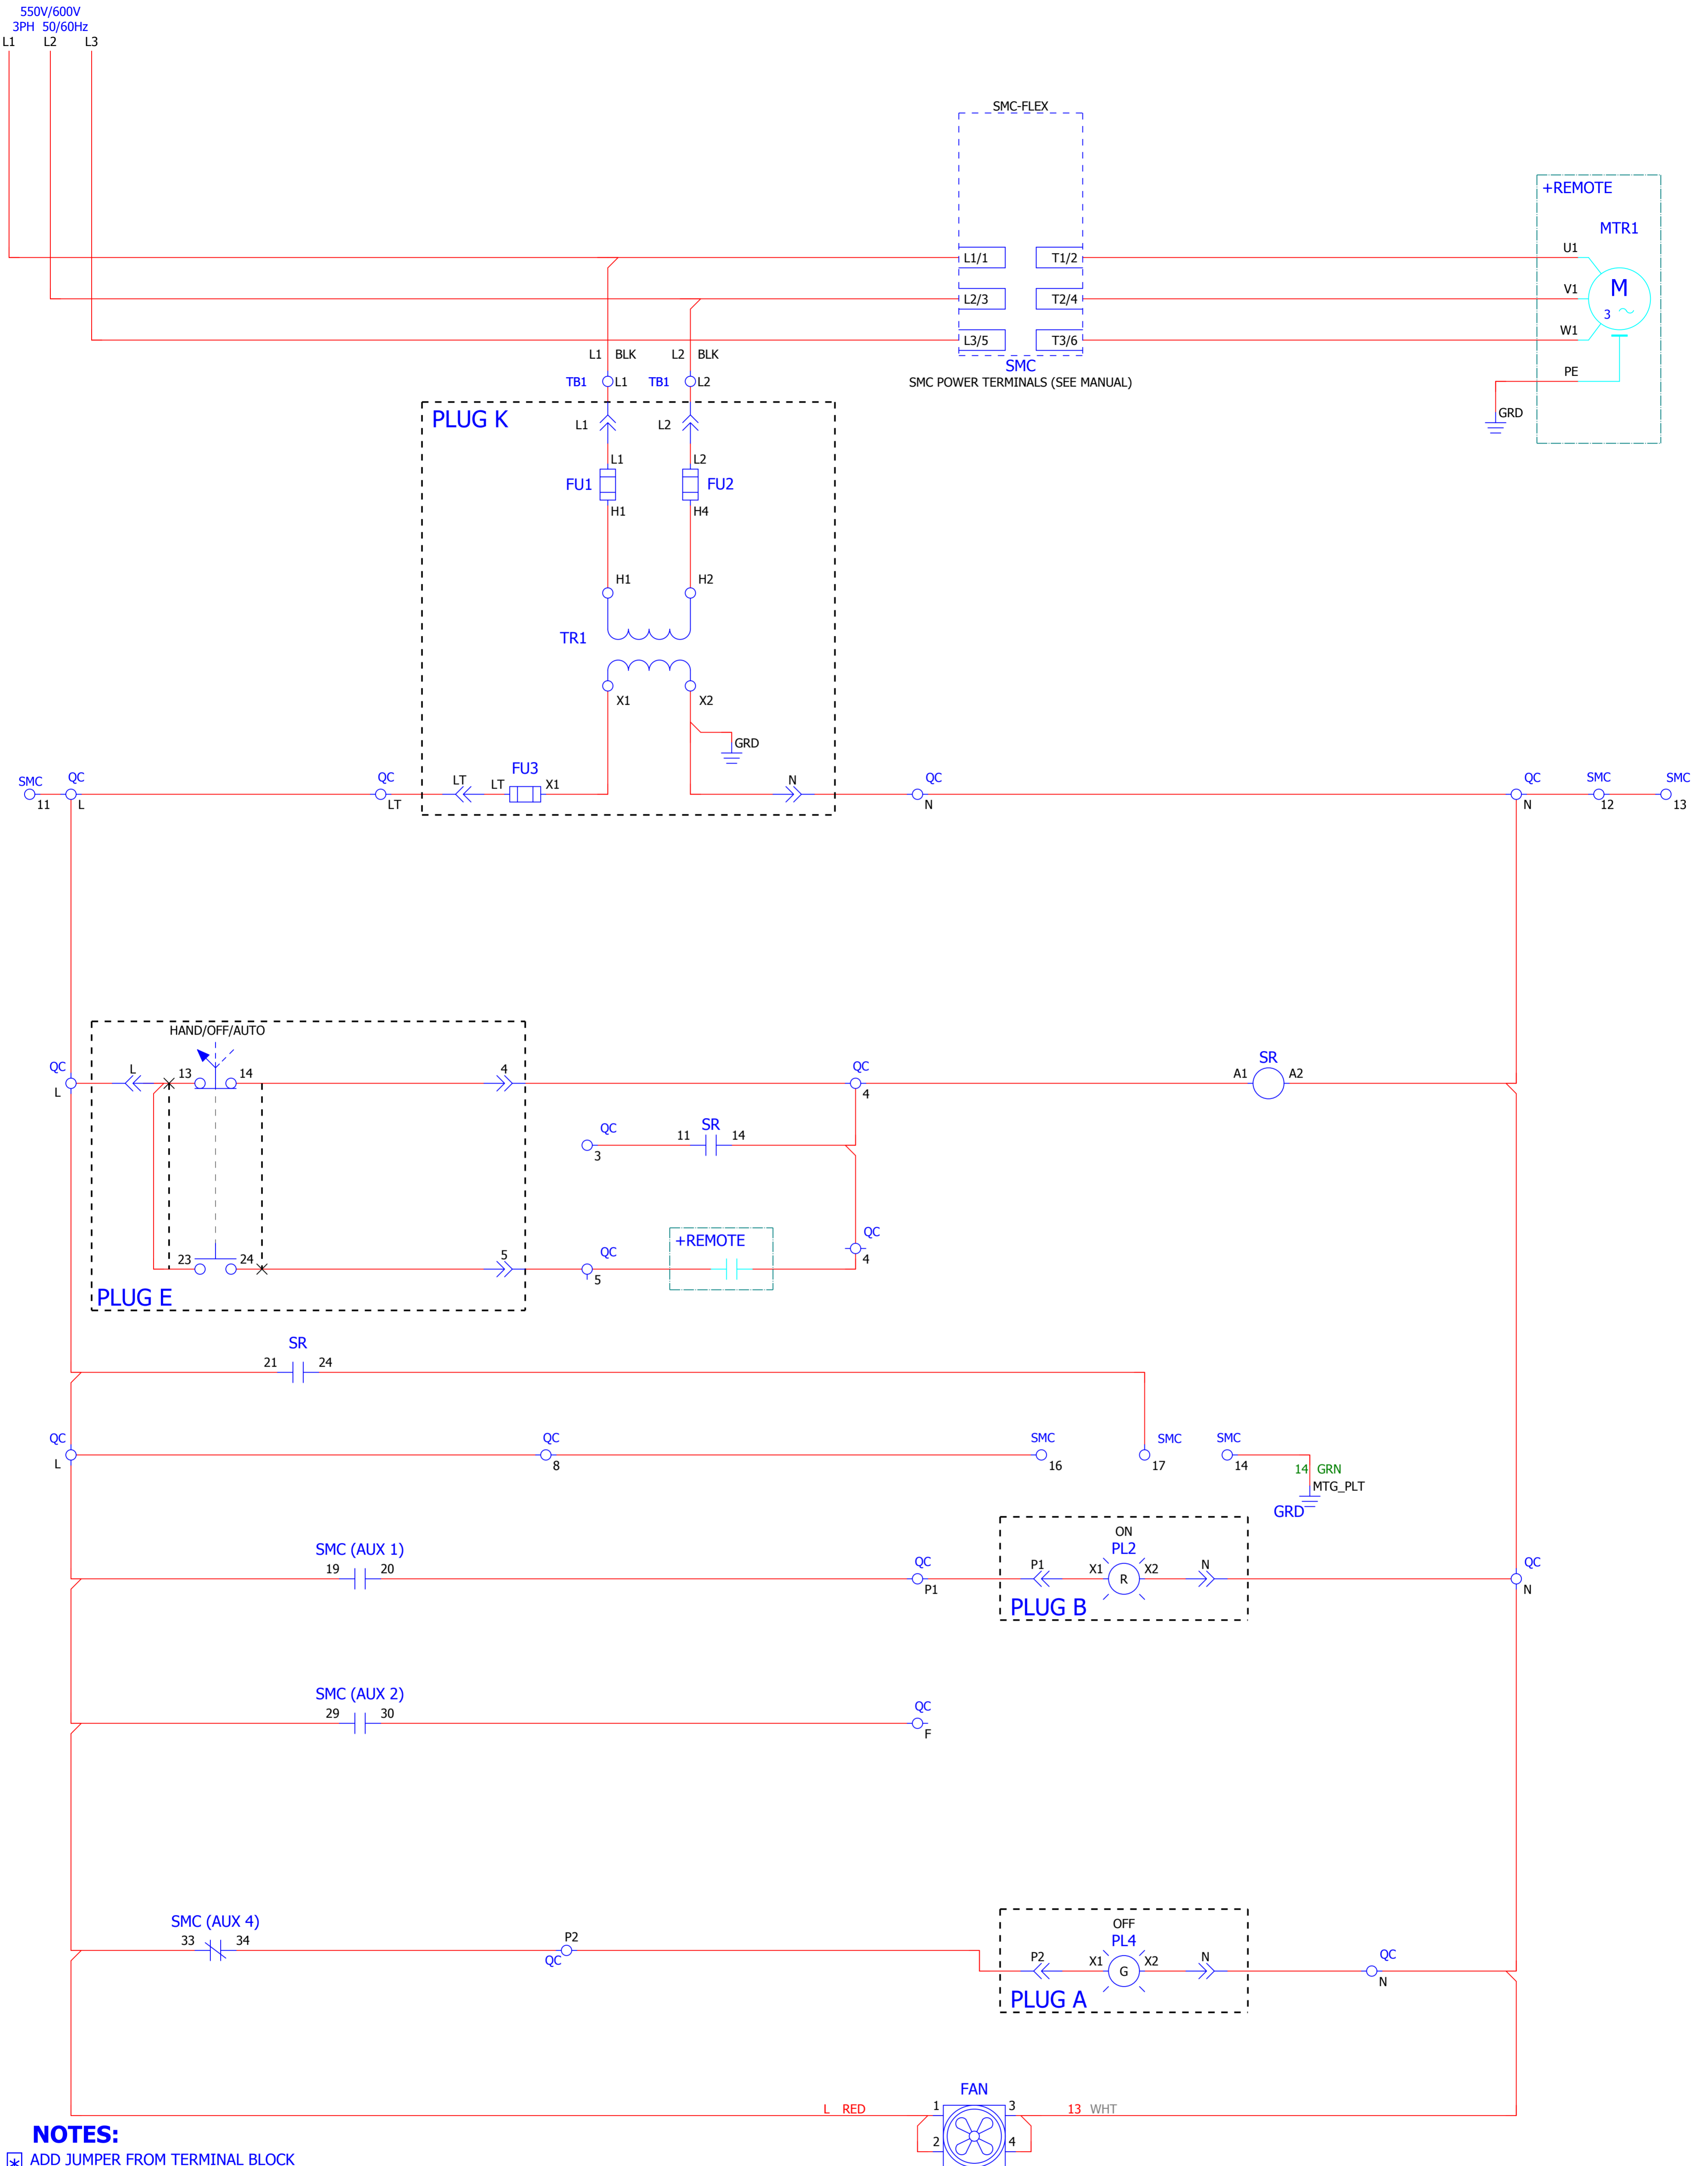 550V/600V
3PH 50/60Hz
L1 L2 L3
SMC-FLEX
+REMOTE
MTR1
L1/1 T1/2 U1
L2/3 T2/4 V1 M
3
L3/5 T3/6 W1
L1 BLK L2 BLK
SMC
SMC POWER TERMINALS (SEE MANUAL)
TB1 L1 TB1 L2
PE
GRD
PLUG K
L1 L2
L1 L2
FU1 FU2
H1 H4
H1 H2
TR1
X1 X2
GRD
SMC QC QC LT LT FU3 X1 N QC QC SMC SMC
11 L LT N N 12 13
HAND/OFF/AUTO
QC L 13 14 4 QC A1 SR A2
L 4
QC 11 SR 14
3
+REMOTE QC
23 24 5 QC 4
5
PLUG E
SR
21 24
QC QC SMC SMC SMC
L 8 16 17 14
14 GRN
MTG_PLT
GRD
ON
SMC (AUX 1) PL2
19 20 QC P1 X1 R X2 N QC
P1 N
PLUG B
SMC (AUX 2)
29 30 QC
F
OFF
SMC (AUX 4) PL4
33 34 P2 P2 X1 G X2 N QC
QC N
PLUG A
FAN
L RED 1 3 13 WHT
2 4
NOTES:
* ADD JUMPER FROM TERMINAL BLOCK